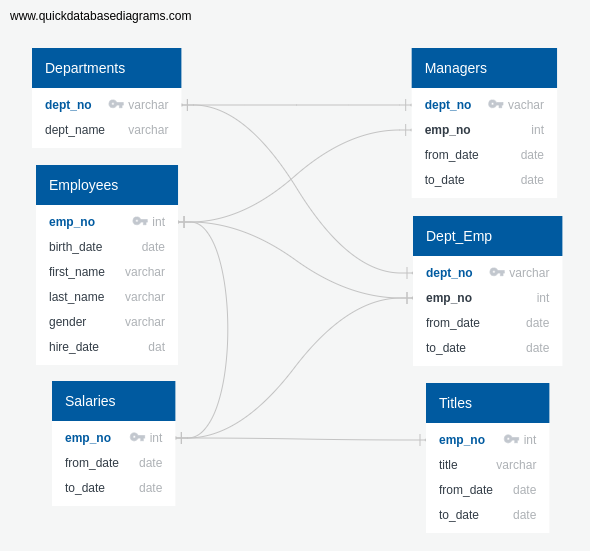 www.quickdatabasediagrams.com
Departments
dept_no varchar
dept_name varchar
Employees
emp_no int
birth_date date
first_name varchar
last_name varchar
gender varchar
hire_date dat
Salaries
emp_no int
from_date date
to_date date
Managers
dept_no vachar
emp_no int
from_date date
to_date date
Dept_Emp
dept_no varchar
emp_no int
from_date date
to_date date
Titles
emp_no int
title varchar
from_date date
to_date date